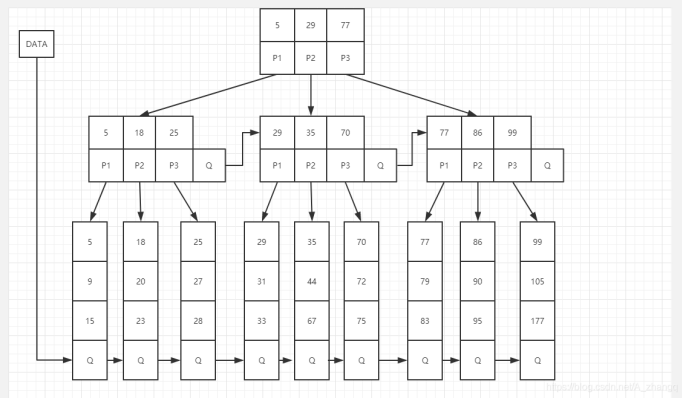 5 29 77
DATA
P1 P2 P3
5 18 25 29 35 70 77 86 99
P1 P2 P3 Q P1 P2 P3 Q P1 P2 P3 Q
5 18 25 29 35 70 77 86 99
9 20 27 31 44 72 79 90 105
15 23 28 33 67 75 83 95 177
Q Q Q Q Q Q Q Q Q